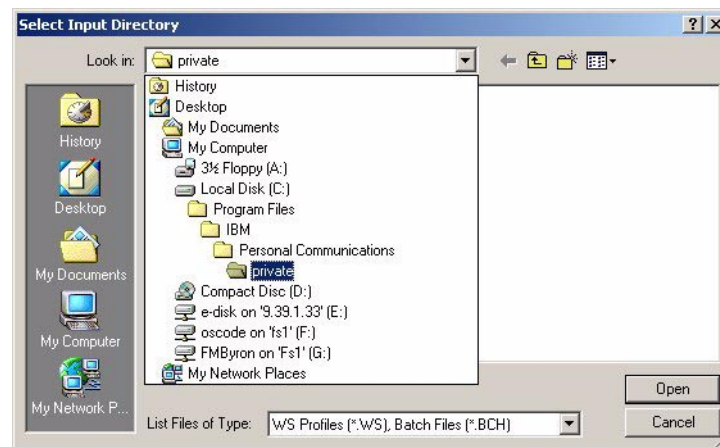 Select Input Directory
Look in: private
History
Desktop
My Documents
My Computer
3½ Floppy (A:)
Local Disk (C:)
Program Files
IBM
Personal Communications
private
Compact Disc (D:)
e-disk on '9.39.1.33' (E:)
oscode on 'fs1' (F:)
FMByron on 'Fs1' (G:)
My Network Places
History
Desktop
My Documents
My Computer
My Network P...
List Files of Type: WS Profiles (*.WS), Batch Files (*.BCH)
Open
Cancel